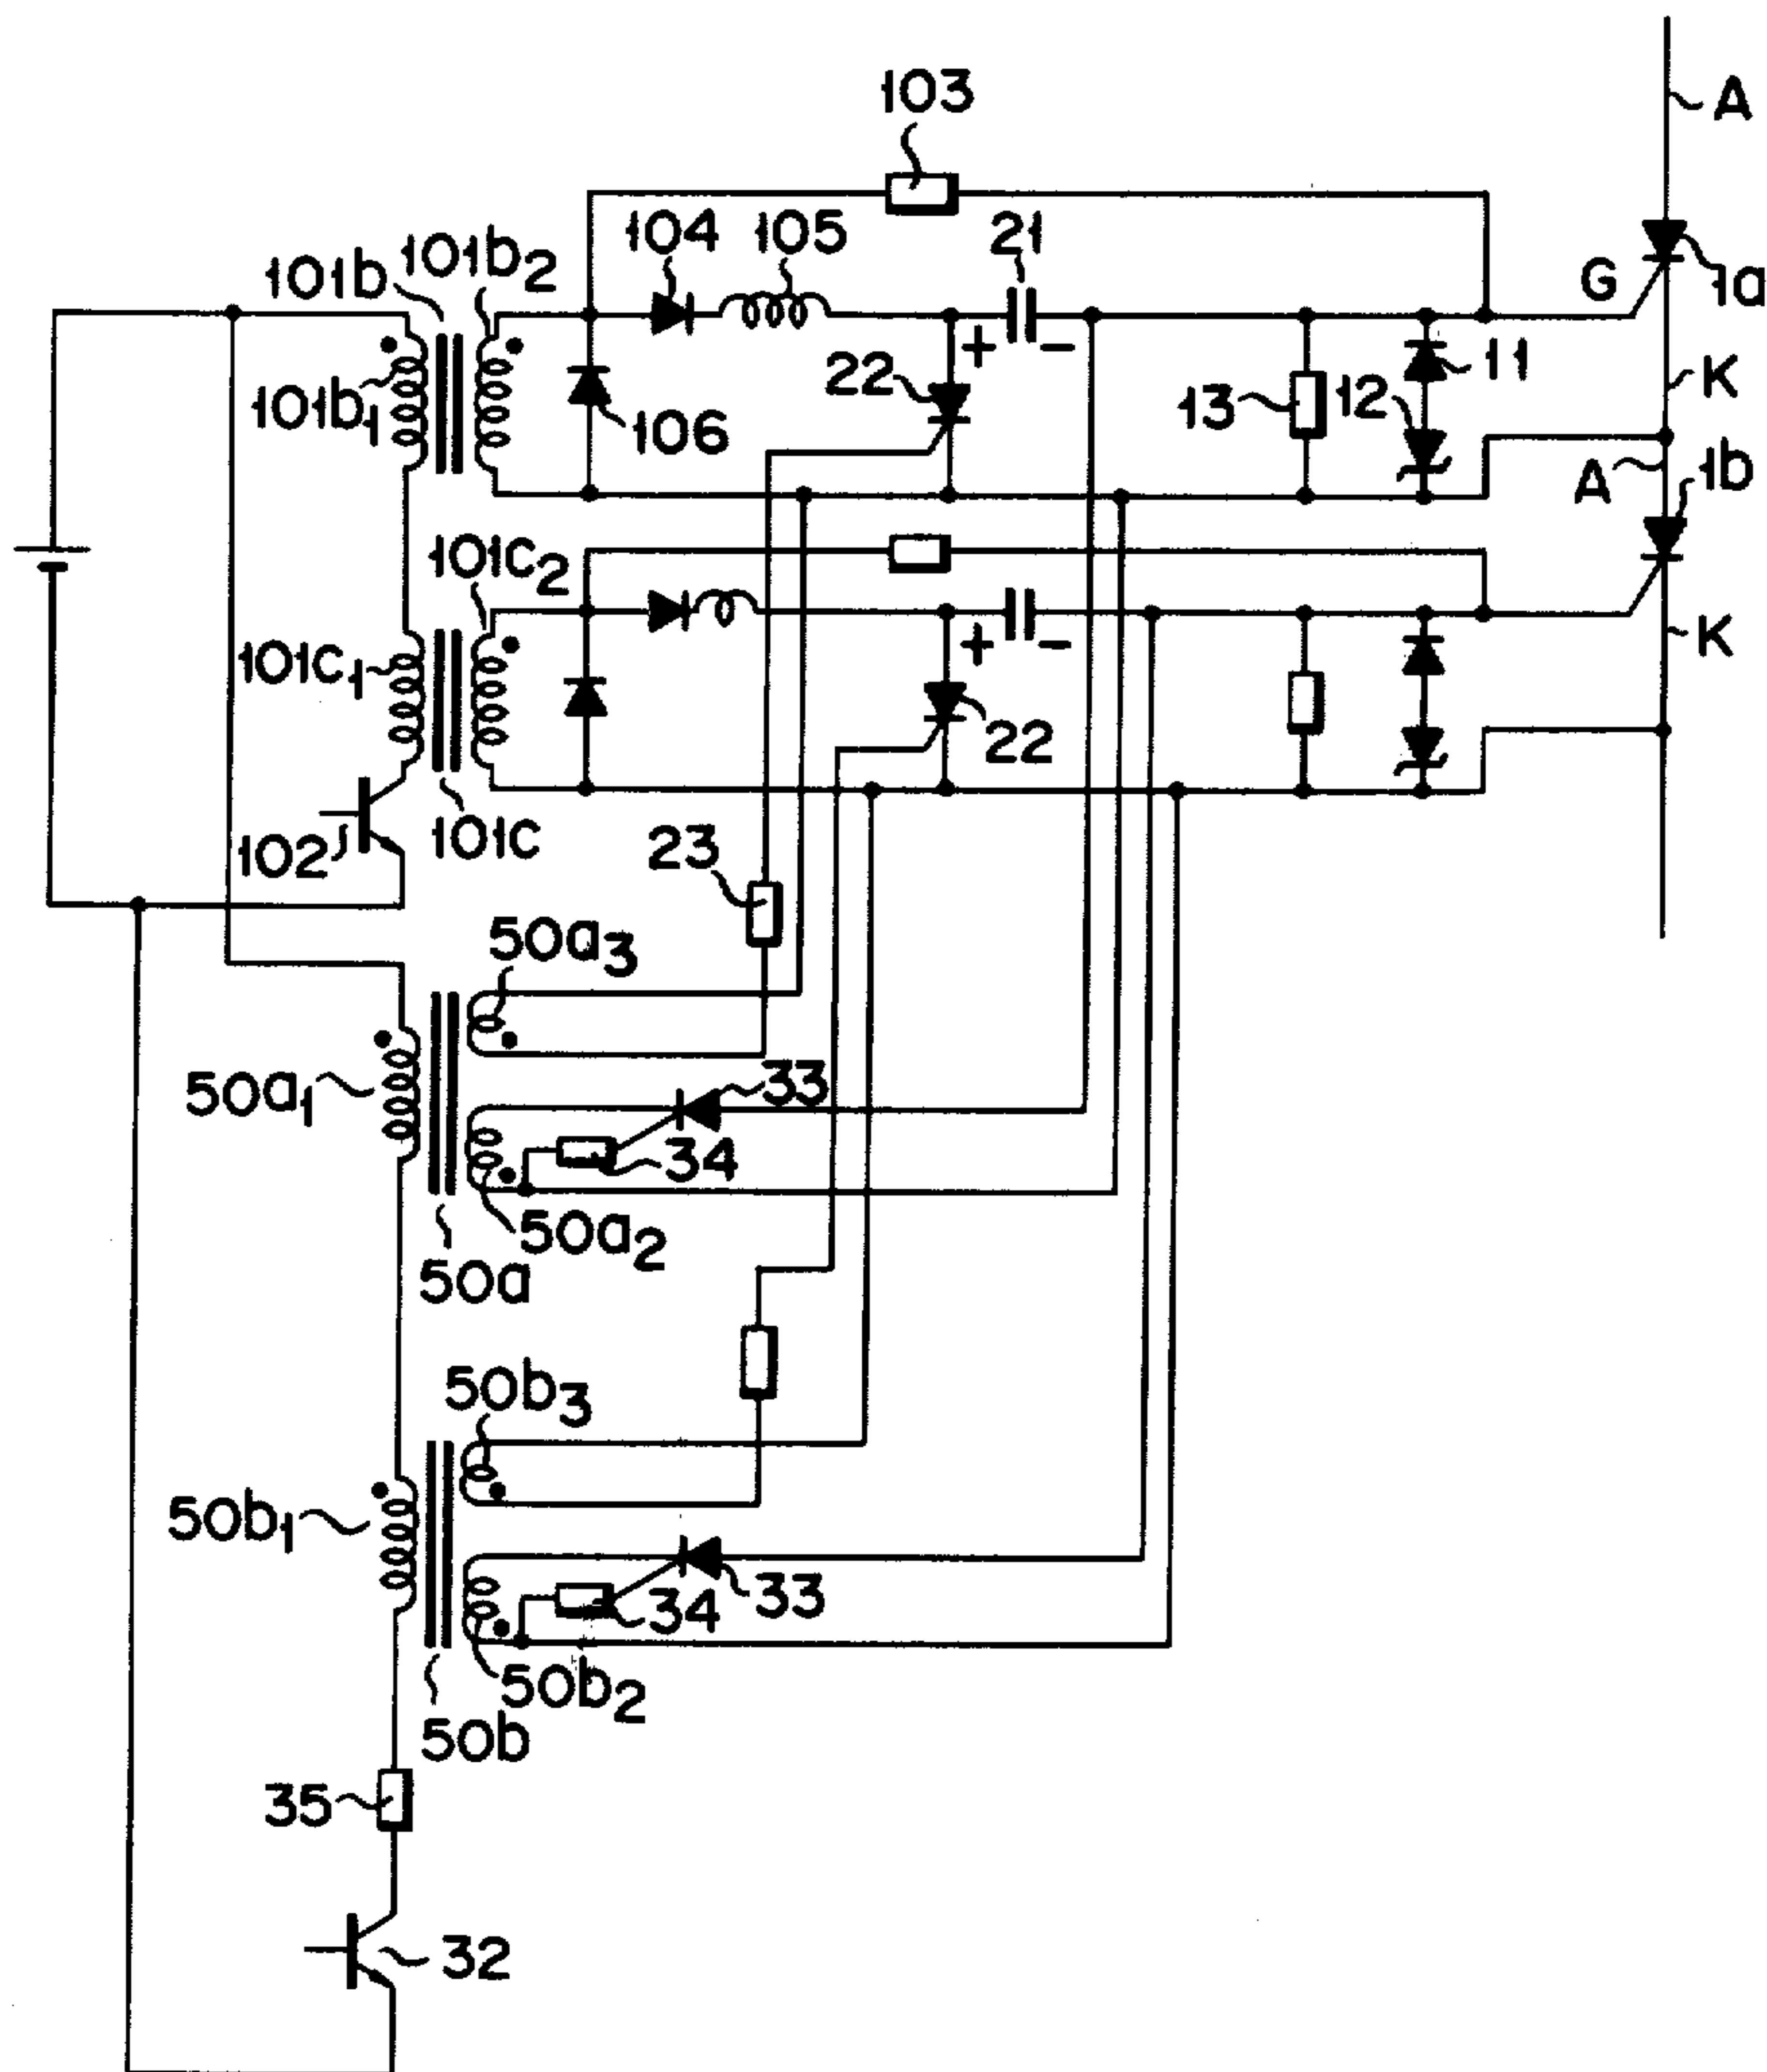 103
A
104 105 21
101b 101b2
G 1a
+ -
22 13 12 11 K
101b1
106
A 1b
101c2
101c1
+ -
K
22
102 101c
23
50a3
50a1
33
34
50a2
50a
50b3
50b1
33
34
50b2
50b
35
32